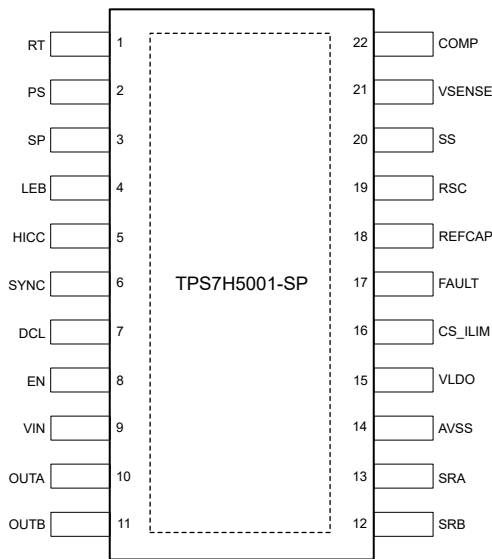 RT 1 22 COMP
PS 2 21 VSENSE
SP 3 20 SS
LEB 4 19 RSC
HICC 5 18 REFCAP
SYNC 6 TPS7H5001-SP 17 FAULT
DCL 7 16 CS_ILIM
EN 8 15 VLDO
VIN 9 14 AVSS
OUTA 10 13 SRA
OUTB 11 12 SRB